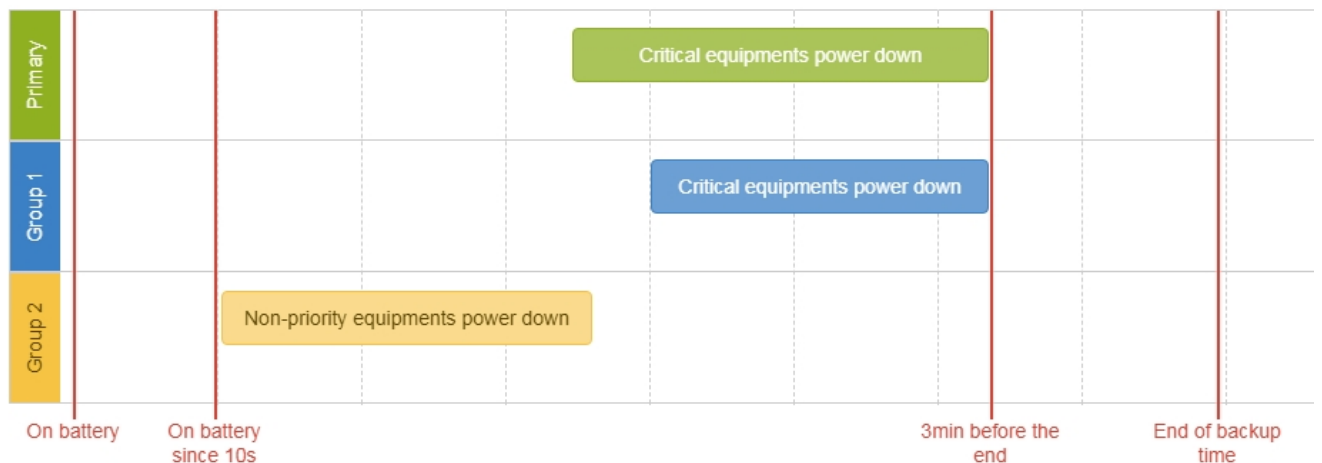 Primary
Critical equipments power down
Group 1
Critical equipments power down
Group 2
Non-priority equipments power down
On battery
On battery
since 10s
3min before the
end
End of backup
time